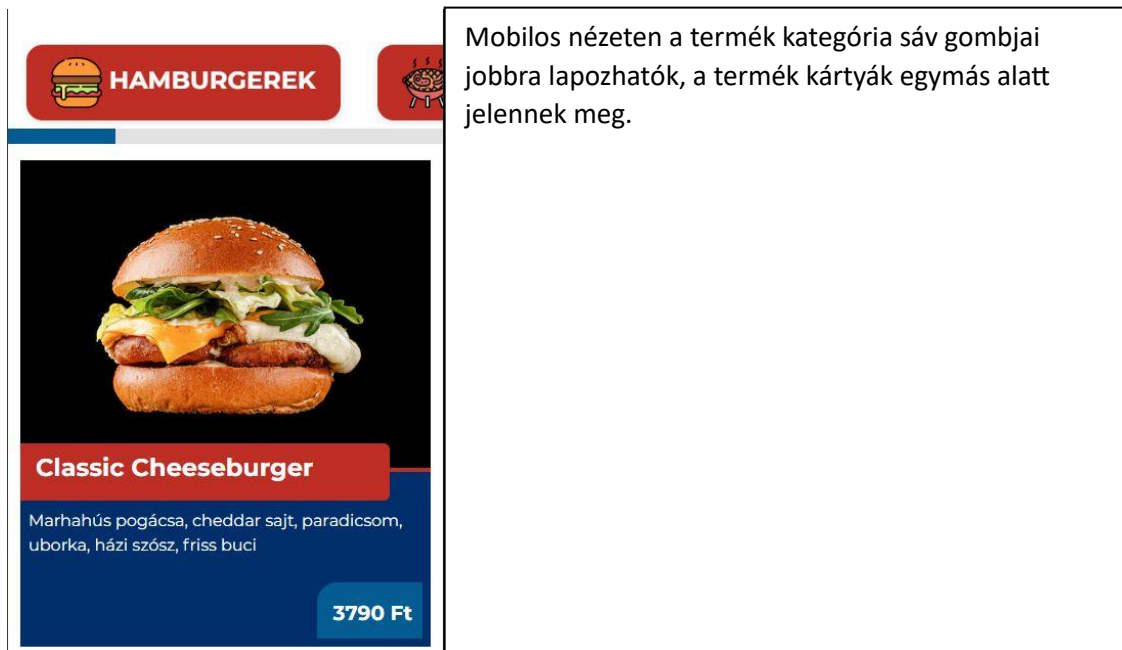 HAMBURGEREK
Classic Cheeseburger
Marhahús pogácsa, cheddar sajt, paradicsom,
uborka, házi szósz, friss buci
3790 Ft
Mobilos nézeten a termék kategória sáv gombjai
jobbra lapozhatók, a termék kártyák egymás alatt
jelennek meg.